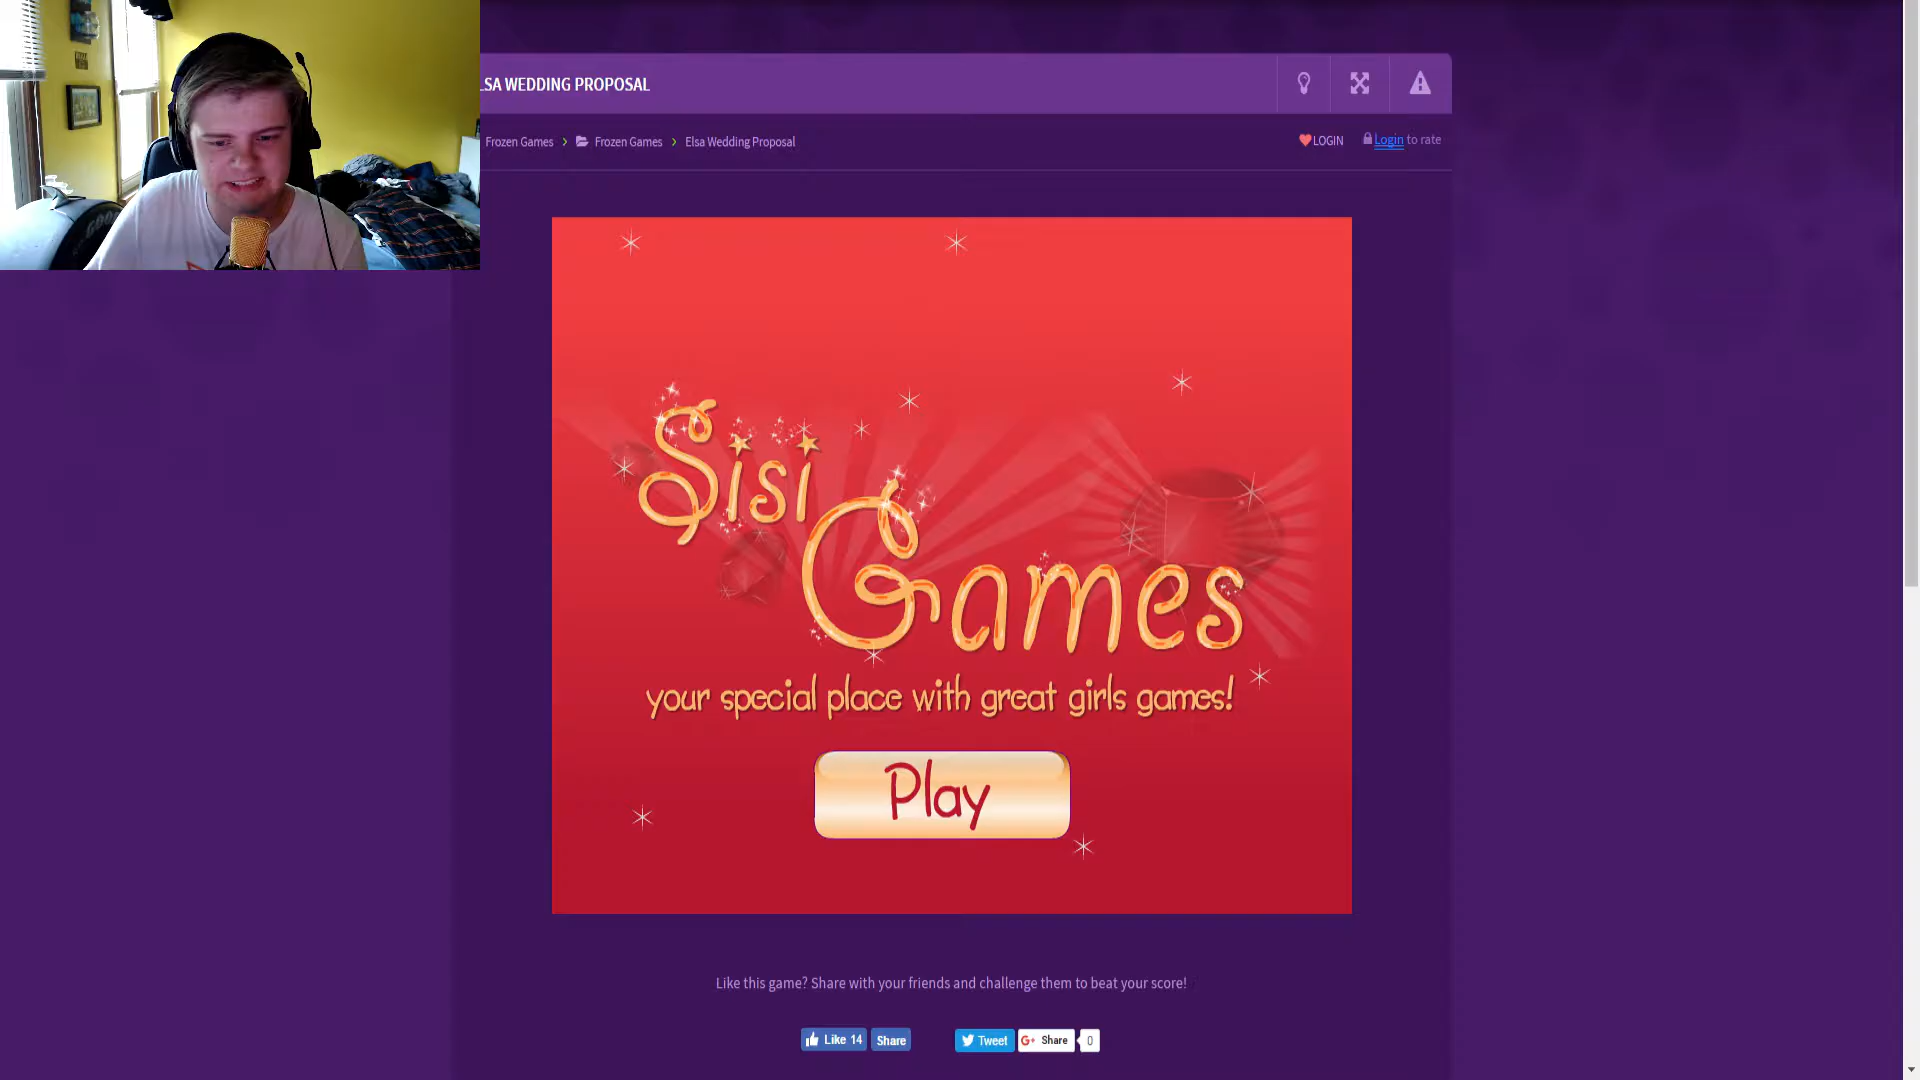 LSA WEDDING PROPOSAL
Frozen Games > Frozen Games > Elsa Wedding Proposal
LOGIN
Login to rate
Sisi
Games
your special place with great girls games!
Play
Like this game? Share with your friends and challenge them to beat your score!
Like 14 Share Tweet G+ Share 0